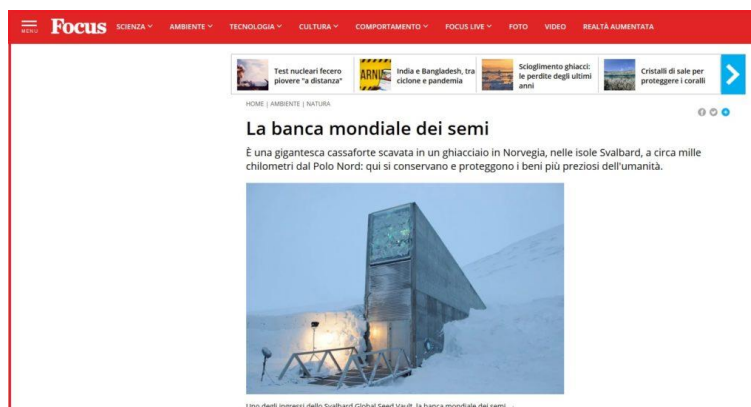 MENU Focus SCIENZA AMBIENTE TECNOLOGIA CULTURA COMPORTAMENTO FOCUS LIVE FOTO VIDEO REALTÀ AUMENTATA
Test nucleari fecero
piovere "a distanza"
India e Bangladesh, tra
ciclone e pandemia
Scioglimento ghiacci:
le perdite degli ultimi
anni
Cristalli di sale per
proteggere i coralli
HOME | AMBIENTE | NATURA
La banca mondiale dei semi
È una gigantesca cassaforte scavata in un ghiacciaio in Norvegia, nelle isole Svalbard, a circa mille
chilometri dal Polo Nord: qui si conservano e proteggono i beni più preziosi dell'umanità.
Uno degli ingressi dello Svalbard Global Seed Vault, la banca mondiale dei semi.